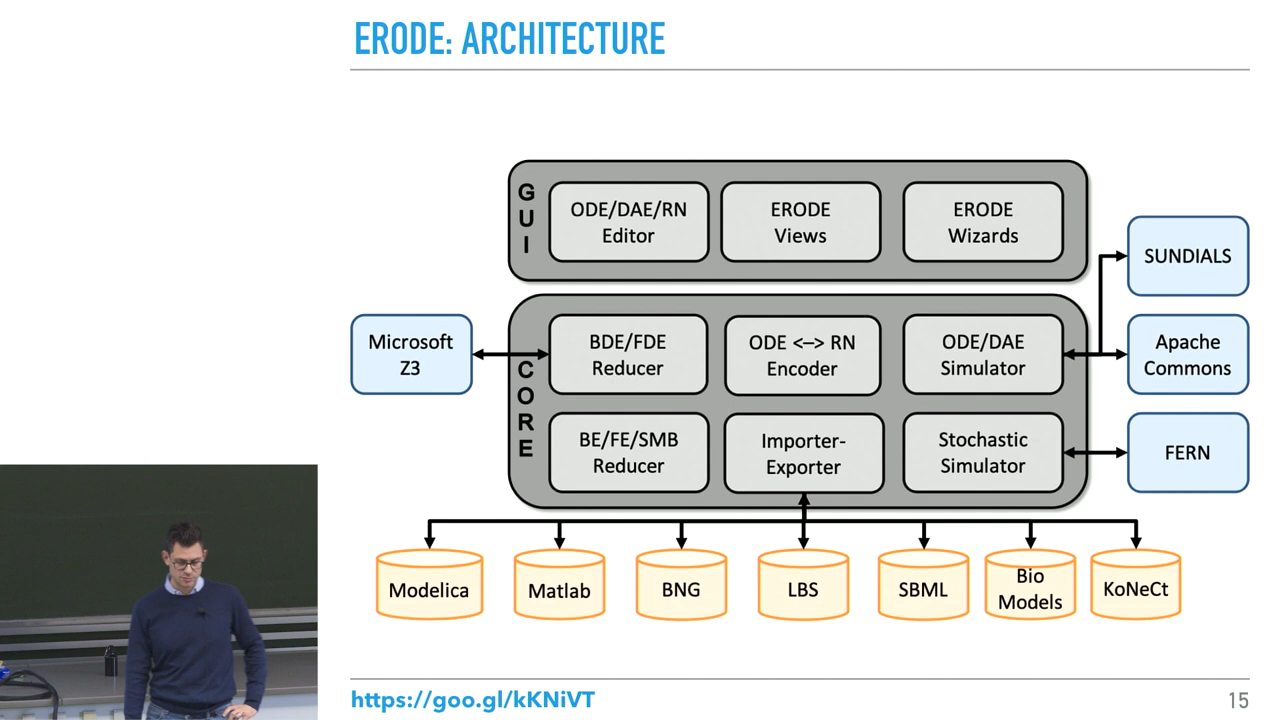 ERODE: ARCHITECTURE
G
U
I
ODE/DAE/RN
Editor
ERODE
Views
ERODE
Wizards
SUNDIALS
Microsoft
Z3
C
O
R
E
BDE/FDE
Reducer
ODE <–> RN
Encoder
ODE/DAE
Simulator
Apache
Commons
BE/FE/SMB
Reducer
Importer-
Exporter
Stochastic
Simulator
FERN
Modelica
Matlab
BNG
LBS
SBML
Bio
Models
KoNeCt
https://goo.gl/kKNiVT
15